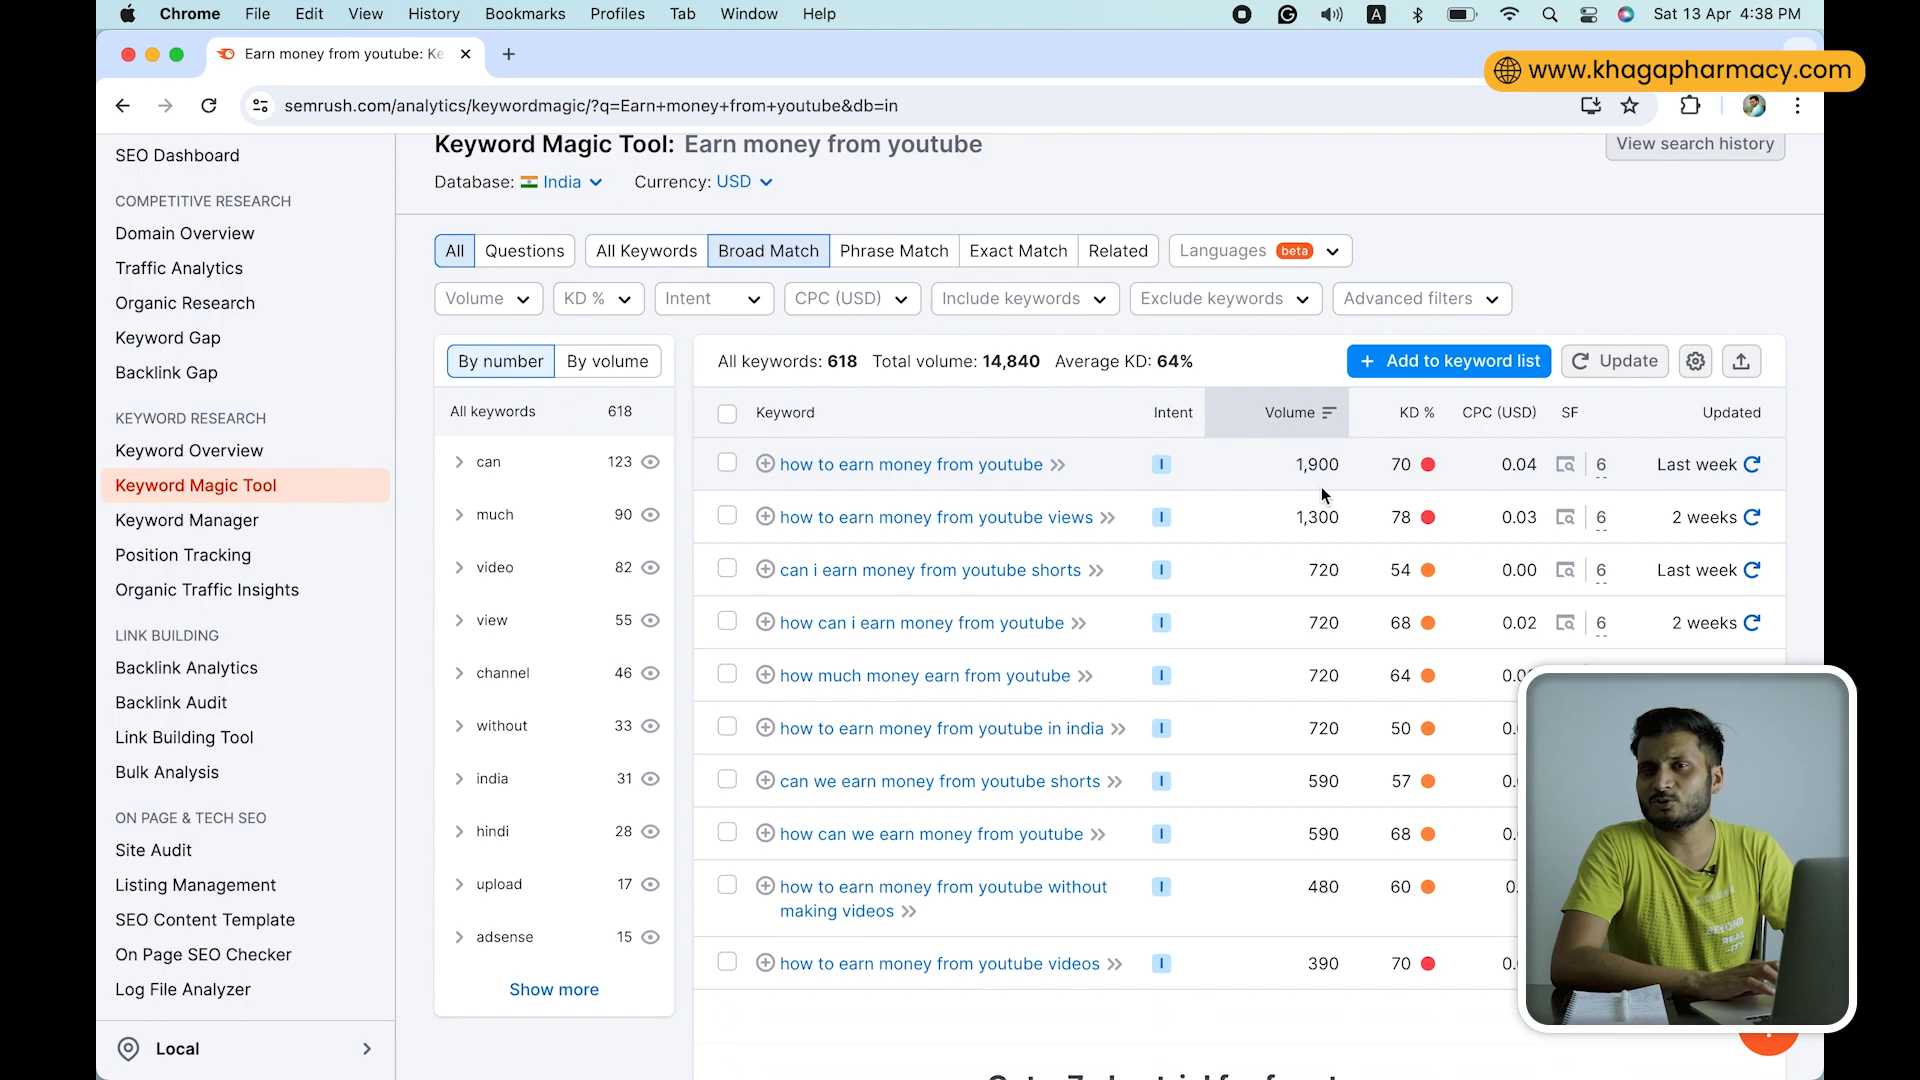 Chrome File Edit View History Bookmarks Profiles Tab Window Help
A Sat 13 Apr 4:38 PM
Earn money from youtube: Ke
www.khagapharmacy.com
semrush.com/analytics/keywordmagic/?q=Earn+money+from+youtube&db=in
SEO Dashboard
COMPETITIVE RESEARCH
Domain Overview
Traffic Analytics
Organic Research
Keyword Gap
Backlink Gap
KEYWORD RESEARCH
Keyword Overview
Keyword Magic Tool
Keyword Manager
Position Tracking
Organic Traffic Insights
LINK BUILDING
Backlink Analytics
Backlink Audit
Link Building Tool
Bulk Analysis
ON PAGE & TECH SEO
Site Audit
Listing Management
SEO Content Template
On Page SEO Checker
Log File Analyzer
Local
Keyword Magic Tool: Earn money from youtube
View search history
Database: India Currency: USD
All Questions All Keywords Broad Match Phrase Match Exact Match Related Languages beta
Volume KD % Intent CPC (USD) Include keywords Exclude keywords Advanced filters
By number By volume
All keywords 618
can 123
much 90
video 82
view 55
channel 46
without 33
india 31
hindi 28
upload 17
adsense 15
Show more
All keywords: 618 Total volume: 14,840 Average KD: 64%
+ Add to keyword list Update
Keyword Intent Volume KD % CPC (USD) SF Updated
how to earn money from youtube I 1,900 70 0.04 6 Last week
how to earn money from youtube views I 1,300 78 0.03 6 2 weeks
can i earn money from youtube shorts I 720 54 0.00 6 Last week
how can i earn money from youtube I 720 68 0.02 6 2 weeks
how much money earn from youtube I 720 64
how to earn money from youtube in india I 720 50
can we earn money from youtube shorts I 590 57
how can we earn money from youtube I 590 68
how to earn money from youtube without I 480 60
making videos
how to earn money from youtube videos I 390 70
BEYOND
REAL
ITY